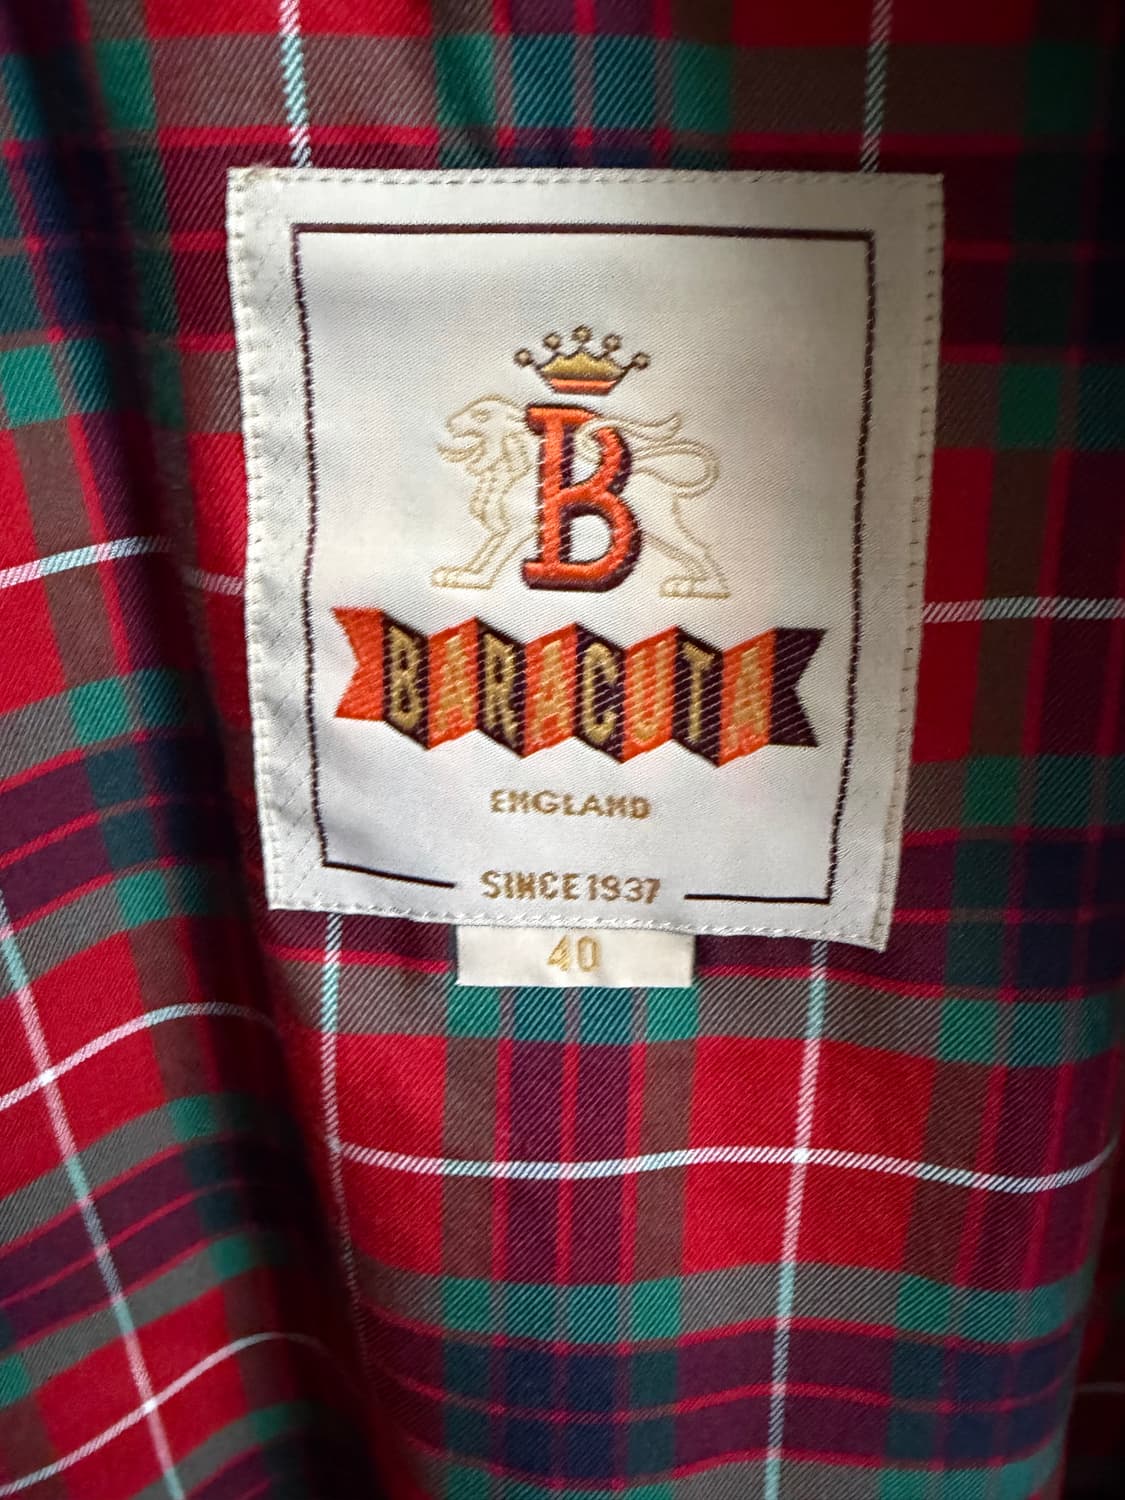 B
BARACUTA
ENGLAND
SINCE 1937
40